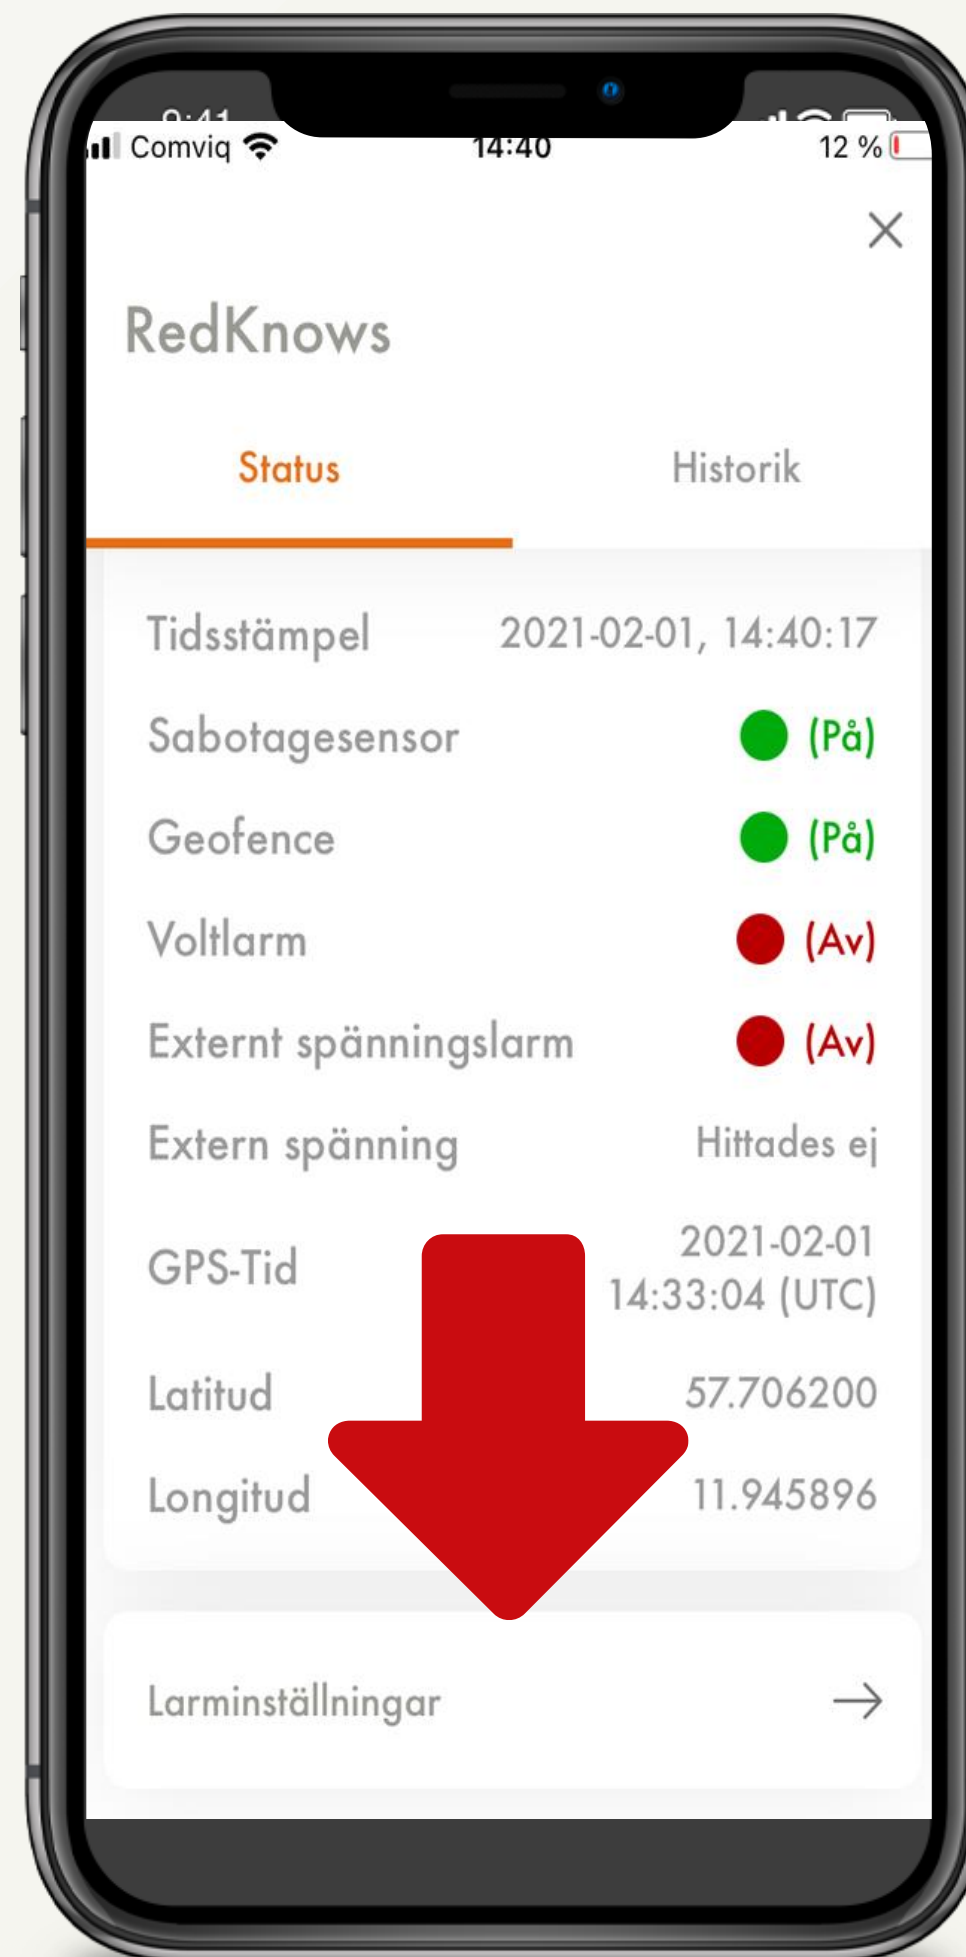 9:41
Comviq 14:40 12 %
RedKnows
Status Historik
Tidsstämpel 2021-02-01, 14:40:17
Sabotagesensor (På)
Geofence (På)
Voltlarm (Av)
Externt spänningslarm (Av)
Extern spänning Hittades ej
GPS-Tid 2021-02-01
14:33:04 (UTC)
Latitud 57.706200
Longitud 11.945896
Larminställningar